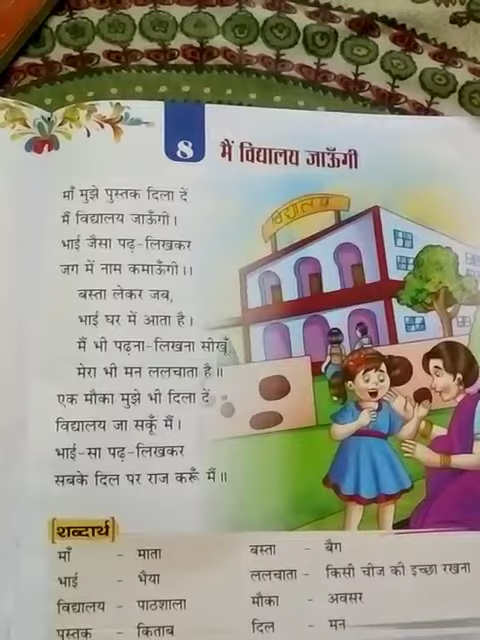 8 मैं विद्यालय जाऊँगी
विद्यालय
माँ मुझे पुस्तक दिला दें
मैं विद्यालय जाऊँगी।
भाई जैसा पढ़-लिखकर
जग में नाम कमाऊँगी।।
बस्ता लेकर जब,
भाई घर में आता है।
मैं भी पढ़ना-लिखना सीखूँ
मेरा भी मन ललचाता है॥
एक मौका मुझे भी दिला दें
विद्यालय जा सकूँ मैं।
भाई-सा पढ़-लिखकर
सबके दिल पर राज करूँ मैं॥
शब्दार्थ
माँ - माता
भाई - भैया
विद्यालय - पाठशाला
पुस्तक - किताब
बस्ता - बैग
ललचाता - किसी चीज की इच्छा रखना
मौका - अवसर
दिल - मन